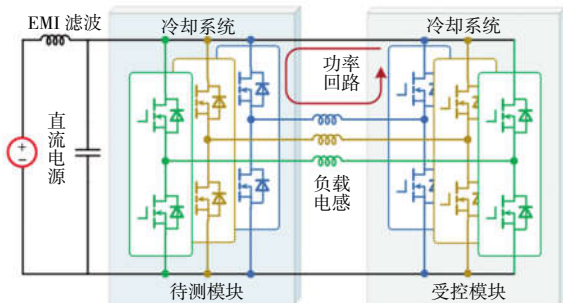 EMI 滤波
冷却系统
冷却系统
功率
回路
直流电源
负载
电感
待测模块
受控模块